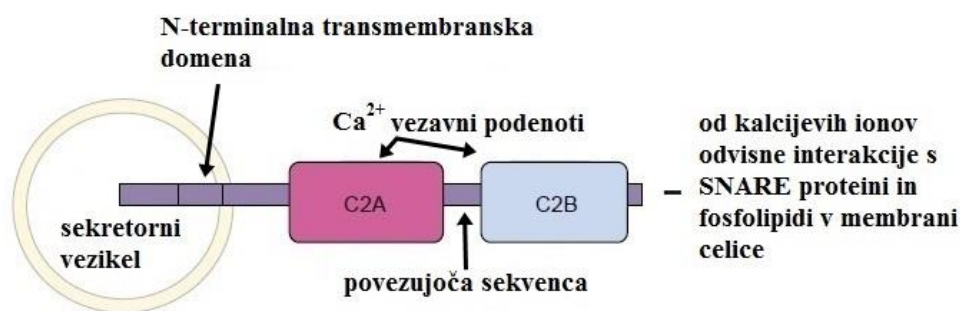 N-terminalna transmembranska
domena
Ca2+ vezavni podenoti
C2A
C2B
sekretorni
vezikel
povezujoča sekvenca
od kalcijevih ionov
odvisne interakcije s
SNARE proteini in
fosfolipidi v membrani
celice